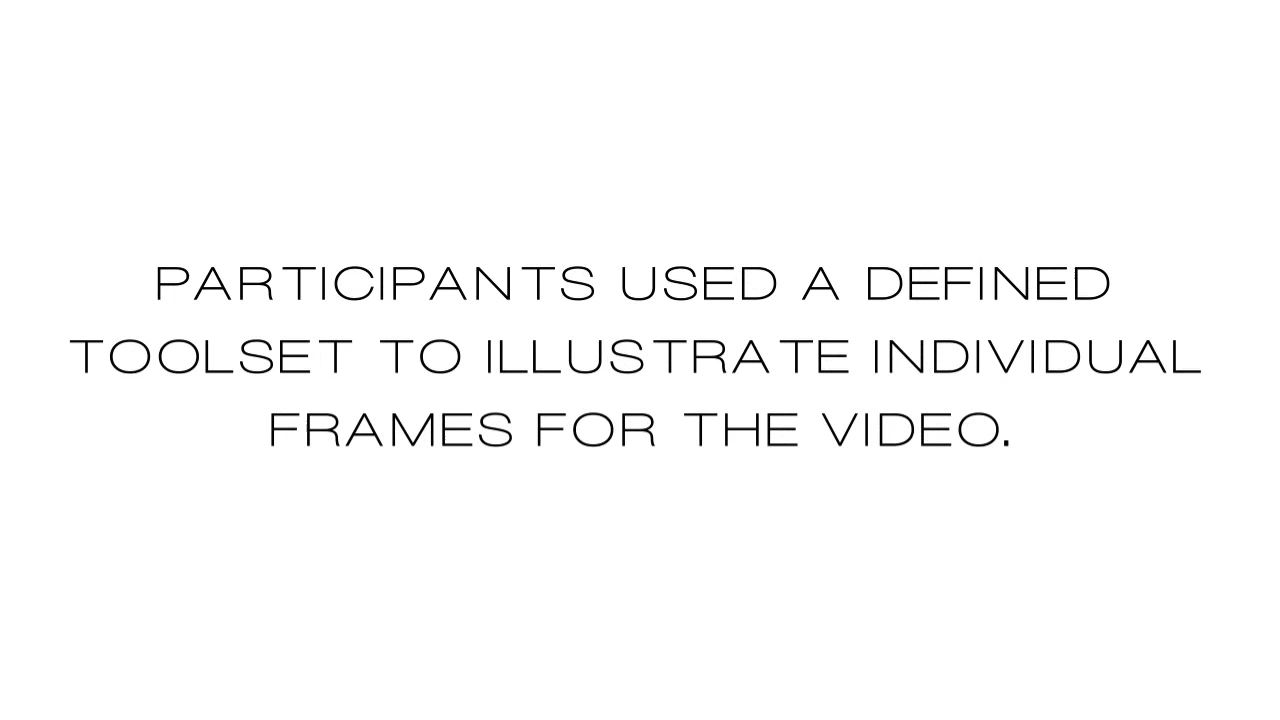 PARTICIPANTS USED A DEFINED
TOOLSET TO ILLUSTRATE INDIVIDUAL
FRAMES FOR THE VIDEO.